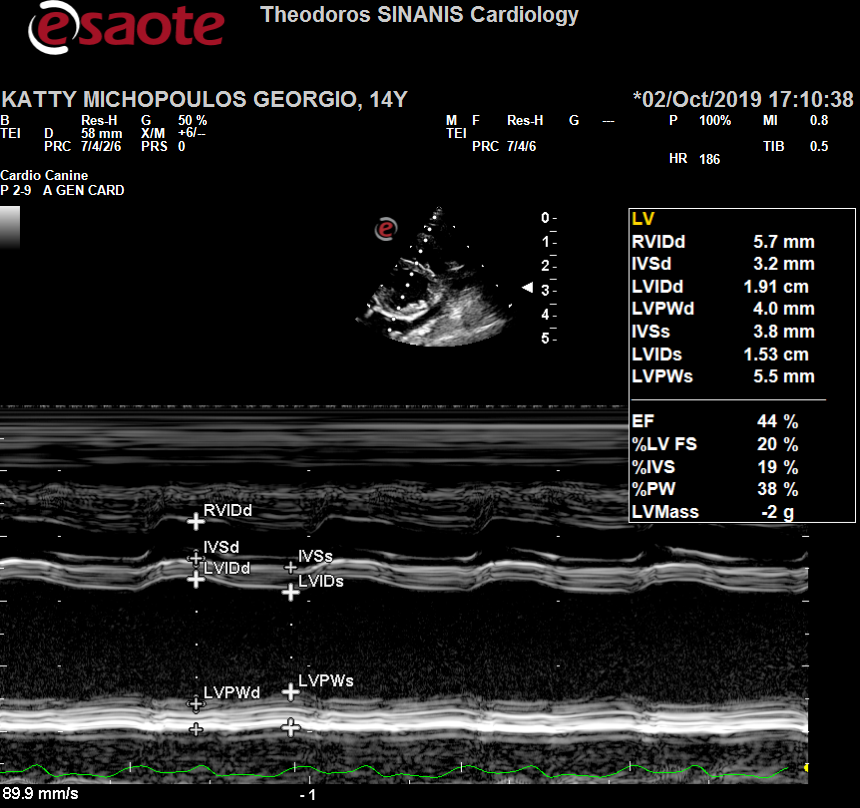 esaote
Theodoros SINANIS Cardiology
KATTY MICHOPOULOS GEORGIO, 14Y *02/Oct/2019 17:10:38
B Res-H G 50 % M F Res-H G --- P 100% MI 0.8
TEI D 58 mm X/M +6/-- TEI
PRC 7/4/2/6 PRS 0 PRC 7/4/6 TIB 0.5
HR 186
Cardio Canine
P 2-9 A GEN CARD
e
0
1
2
3
4
5
LV
RVIDd 5.7 mm
IVSd 3.2 mm
LVIDd 1.91 cm
LVPWd 4.0 mm
IVSs 3.8 mm
LVIDs 1.53 cm
LVPWs 5.5 mm
EF 44 %
%LV FS 20 %
%IVS 19 %
%PW 38 %
LVMass -2 g
RVIDd
IVSd
IVSs
LVIDd
LVIDs
LVPWs
LVPWd
89.9 mm/s
-1